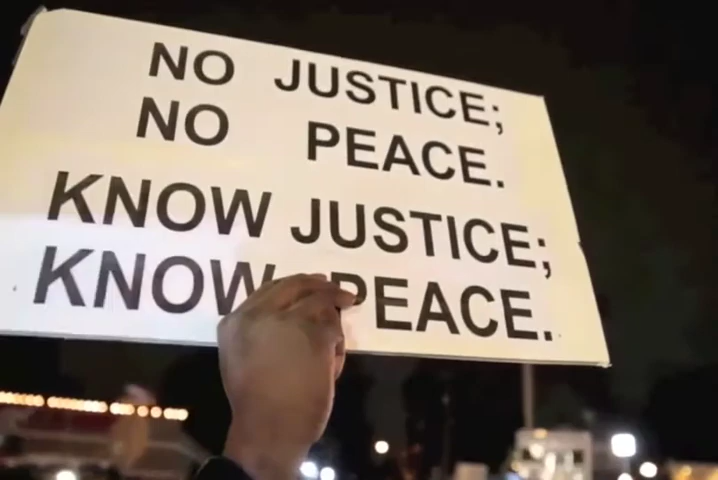 NO JUSTICE;
NO PEACE.
KNOW JUSTICE;
KNOW PEACE.